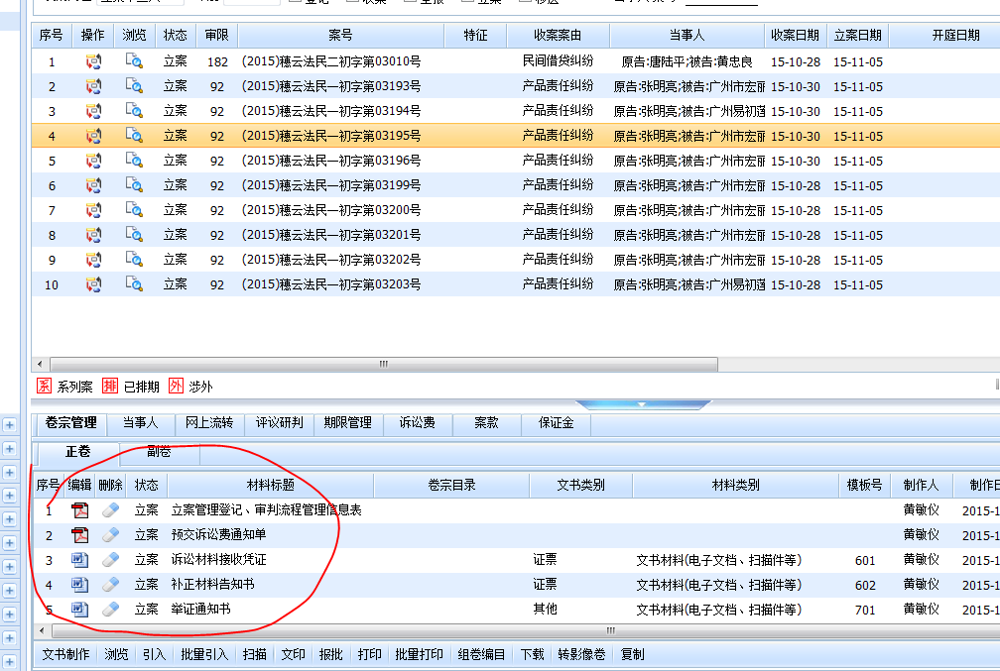 序号 操作 浏览 状态 审限 案号 特征 收案案由 当事人 收案日期 立案日期 开庭日期
1 立案 182 (2015)穗云法民二初字第03010号 民间借贷纠纷 原告:唐陆平;被告:黄忠良 15-10-28 15-11-05
2 立案 92 (2015)穗云法民一初字第03193号 产品责任纠纷 原告:张明亮;被告:广州市宏丽 15-10-30 15-11-05
3 立案 92 (2015)穗云法民一初字第03194号 产品责任纠纷 原告:张明亮;被告:广州易初莲 15-10-30 15-11-05
4 立案 92 (2015)穗云法民一初字第03195号 产品责任纠纷 原告:张明亮;被告:广州市宏丽 15-10-30 15-11-05
5 立案 92 (2015)穗云法民一初字第03196号 产品责任纠纷 原告:张明亮;被告:广州市宏丽 15-10-30 15-11-05
6 立案 92 (2015)穗云法民一初字第03199号 产品责任纠纷 原告:张明亮;被告:广州市宏丽 15-10-28 15-11-05
7 立案 92 (2015)穗云法民一初字第03200号 产品责任纠纷 原告:张明亮;被告:广州市宏丽 15-10-28 15-11-05
8 立案 92 (2015)穗云法民一初字第03201号 产品责任纠纷 原告:张明亮;被告:广州市宏丽 15-10-28 15-11-05
9 立案 92 (2015)穗云法民一初字第03202号 产品责任纠纷 原告:张明亮;被告:广州市宏丽 15-10-28 15-11-05
10 立案 92 (2015)穗云法民一初字第03203号 产品责任纠纷 原告:张明亮;被告:广州易初莲 15-10-28 15-11-05
系 系列案 排 已排期 外 涉外
卷宗管理 当事人 网上流转 评议研判 期限管理 诉讼费 案款 保证金
正卷 副卷
序号 编辑 删除 状态 材料标题 卷宗目录 文书类别 材料类别 模板号 制作人 制作日
1 立案 立案管理登记、审判流程管理信息表 黄敏仪 2015-1
2 立案 预交诉讼费通知单 黄敏仪 2015-1
3 立案 诉讼材料接收凭证 证票 文书材料(电子文档、扫描件等) 601 黄敏仪 2015-1
4 立案 补正材料告知书 证票 文书材料(电子文档、扫描件等) 602 黄敏仪 2015-1
5 立案 举证通知书 其他 文书材料(电子文档、扫描件等) 701 黄敏仪 2015-1
文书制作 浏览 引入 批量引入 扫描 文印 报批 打印 批量打印 组卷编目 下载 转影像卷 复制